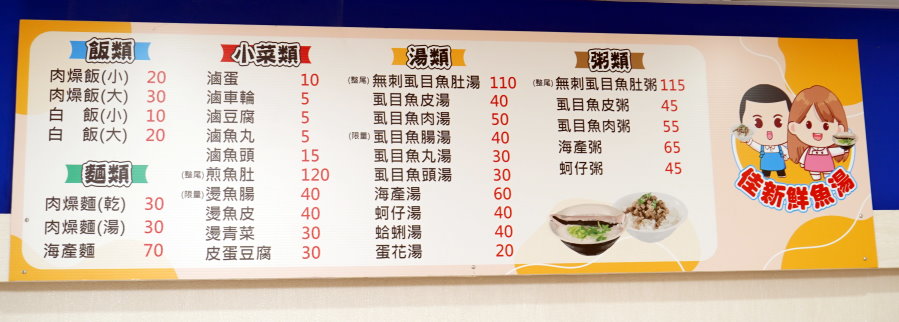 飯類
肉燥飯(小) 20
肉燥飯(大) 30
白 飯(小) 10
白 飯(大) 20
麵類
肉燥麵(乾) 30
肉燥麵(湯) 30
海產麵 70
小菜類
滷蛋 10
滷車輪 5
滷豆腐 5
滷魚丸 5
滷魚頭 15
(整尾)煎魚肚 120
(限量)燙魚腸 40
燙魚皮 40
燙青菜 30
皮蛋豆腐 30
湯類
(整尾)無刺虱目魚肚湯 110
虱目魚皮湯 40
虱目魚肉湯 50
(限量)虱目魚腸湯 40
虱目魚丸湯 30
虱目魚頭湯 30
海產湯 60
蚵仔湯 40
蛤蜊湯 40
蛋花湯 20
粥類
(整尾)無刺虱目魚肚粥 115
虱目魚皮粥 45
虱目魚肉粥 55
海產粥 65
蚵仔粥 45
佳新鮮魚湯